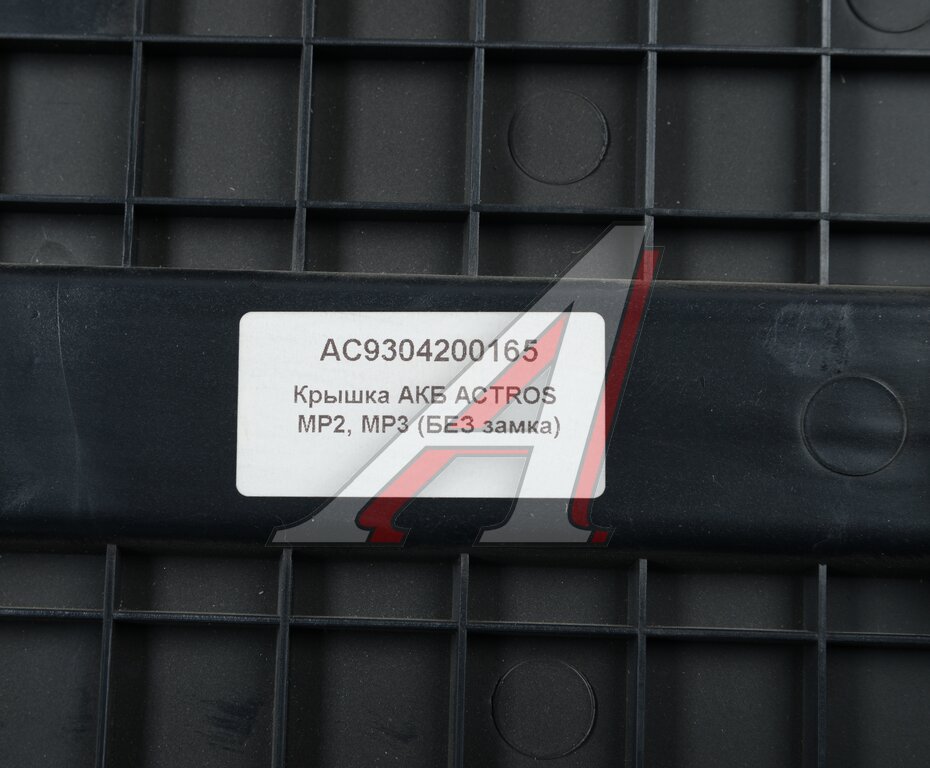 AC9304200165
Крышка АКБ ACTROS
MP2, MP3 (БЕЗ замка)